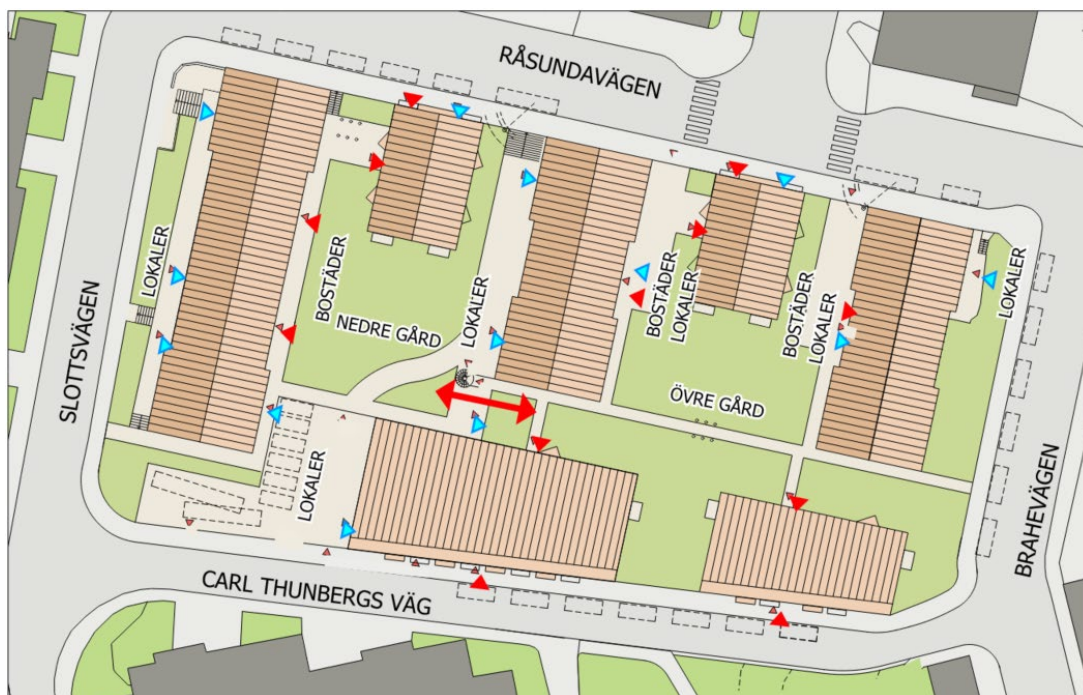 RÅSUNDAVÄGEN
LOKALER
BOSTÄDER
NEDRE GÅRD
LOKALER
BOSTÄDER
LOKALER
BOSTÄDER
LOKALER
LOKALER
SLOTTSVÄGEN
ÖVRE GÅRD
BRAHEVÄGEN
LOKALER
CARL THUNBERGS VÄG